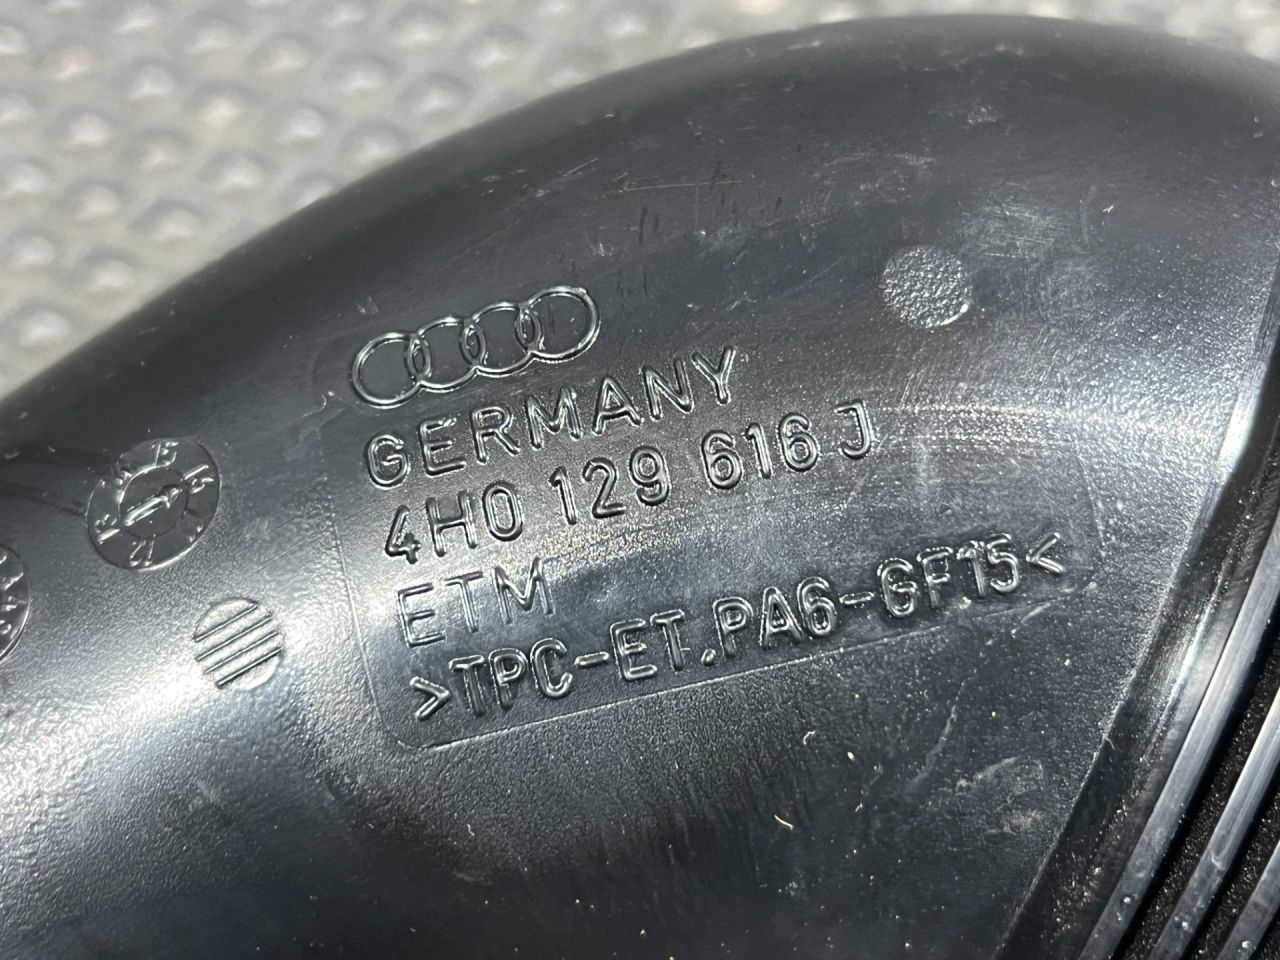 GERMANY
4H0 129 616 J
ETM
>TPC-ET.PA6-GF15<